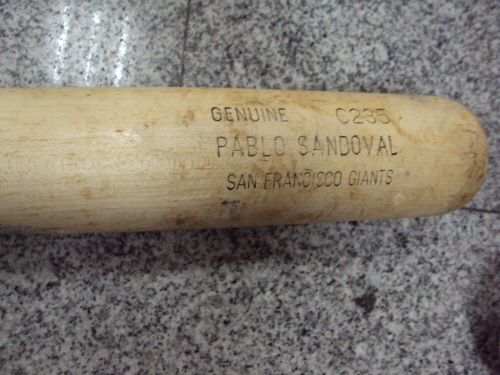 GENUINE C235
PABLO SANDOVAL
SAN FRANCISCO GIANTS